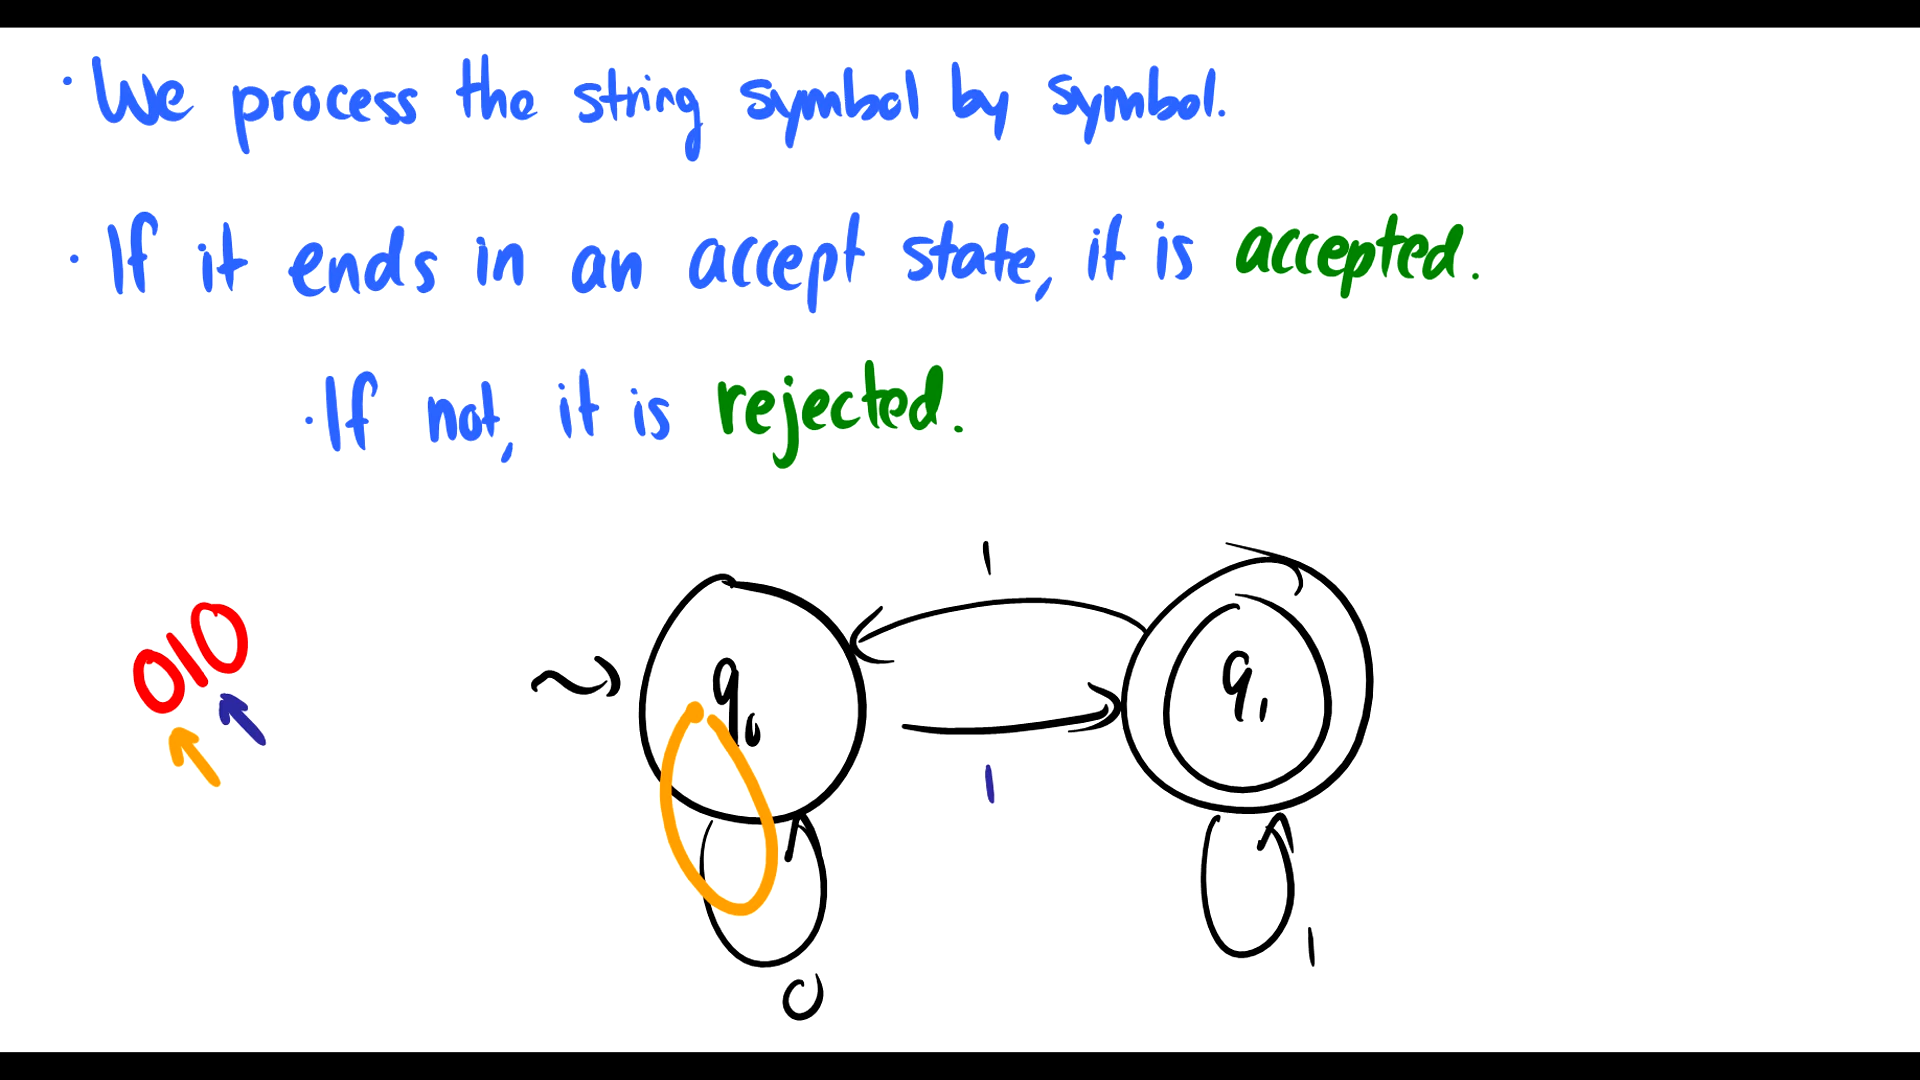 · We process the string symbol by symbol.
· If it ends in an accept state, it is accepted.
· If not, it is rejected.
1
010
q₀
q₁
1
1
0